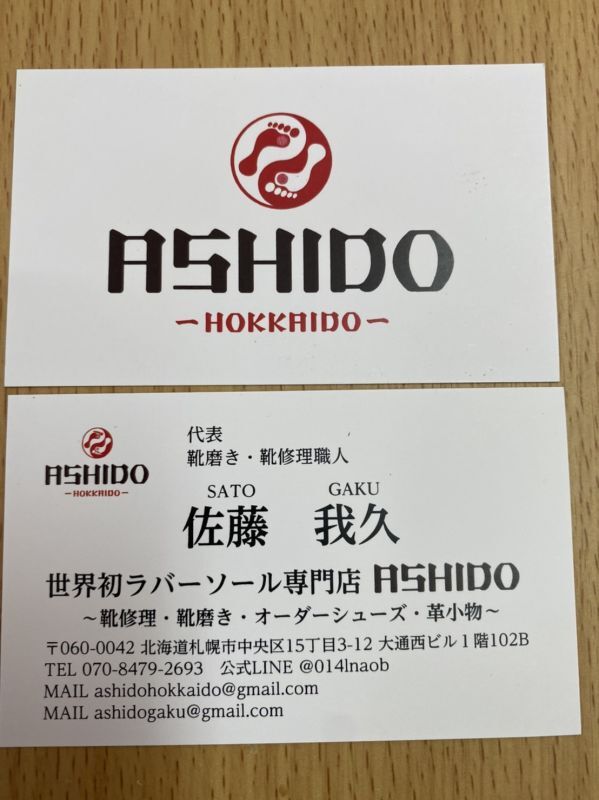 ASHIDO
～HOKKAIDO～
ASHIDO
～HOKKAIDO～
代表
靴磨き・靴修理職人
SATO GAKU
佐藤 我久
世界初ラバーソール専門店 ASHIDO
～靴修理・靴磨き・オーダーシューズ・革小物～
〒060-0042 北海道札幌市中央区15丁目3-12 大通西ビル１階102B
TEL 070-8479-2693 公式LINE @014lnaob
MAIL ashidohokkaido@gmail.com
MAIL ashidogaku@gmail.com